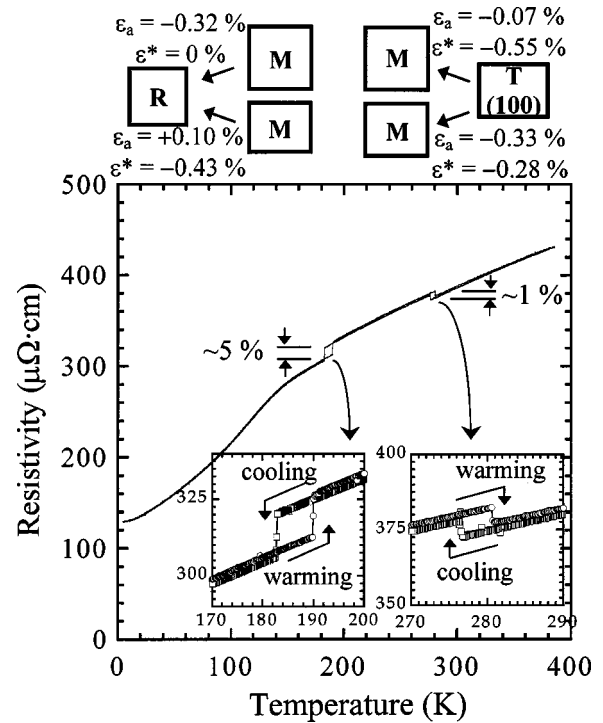 εa = −0.32 %
ε* = 0 %
εa = −0.07 %
ε* = −0.55 %
M
M
R
T
(100)
M
M
εa = +0.10 %
ε* = −0.43 %
εa = −0.33 %
ε* = −0.28 %
500
400
300
200
100
0
Resistivity (μΩ·cm)
~1 %
~5 %
325
300
cooling
warming
170 180 190 200
400
375
350
warming
cooling
270 280 290
0 100 200 300 400
Temperature (K)